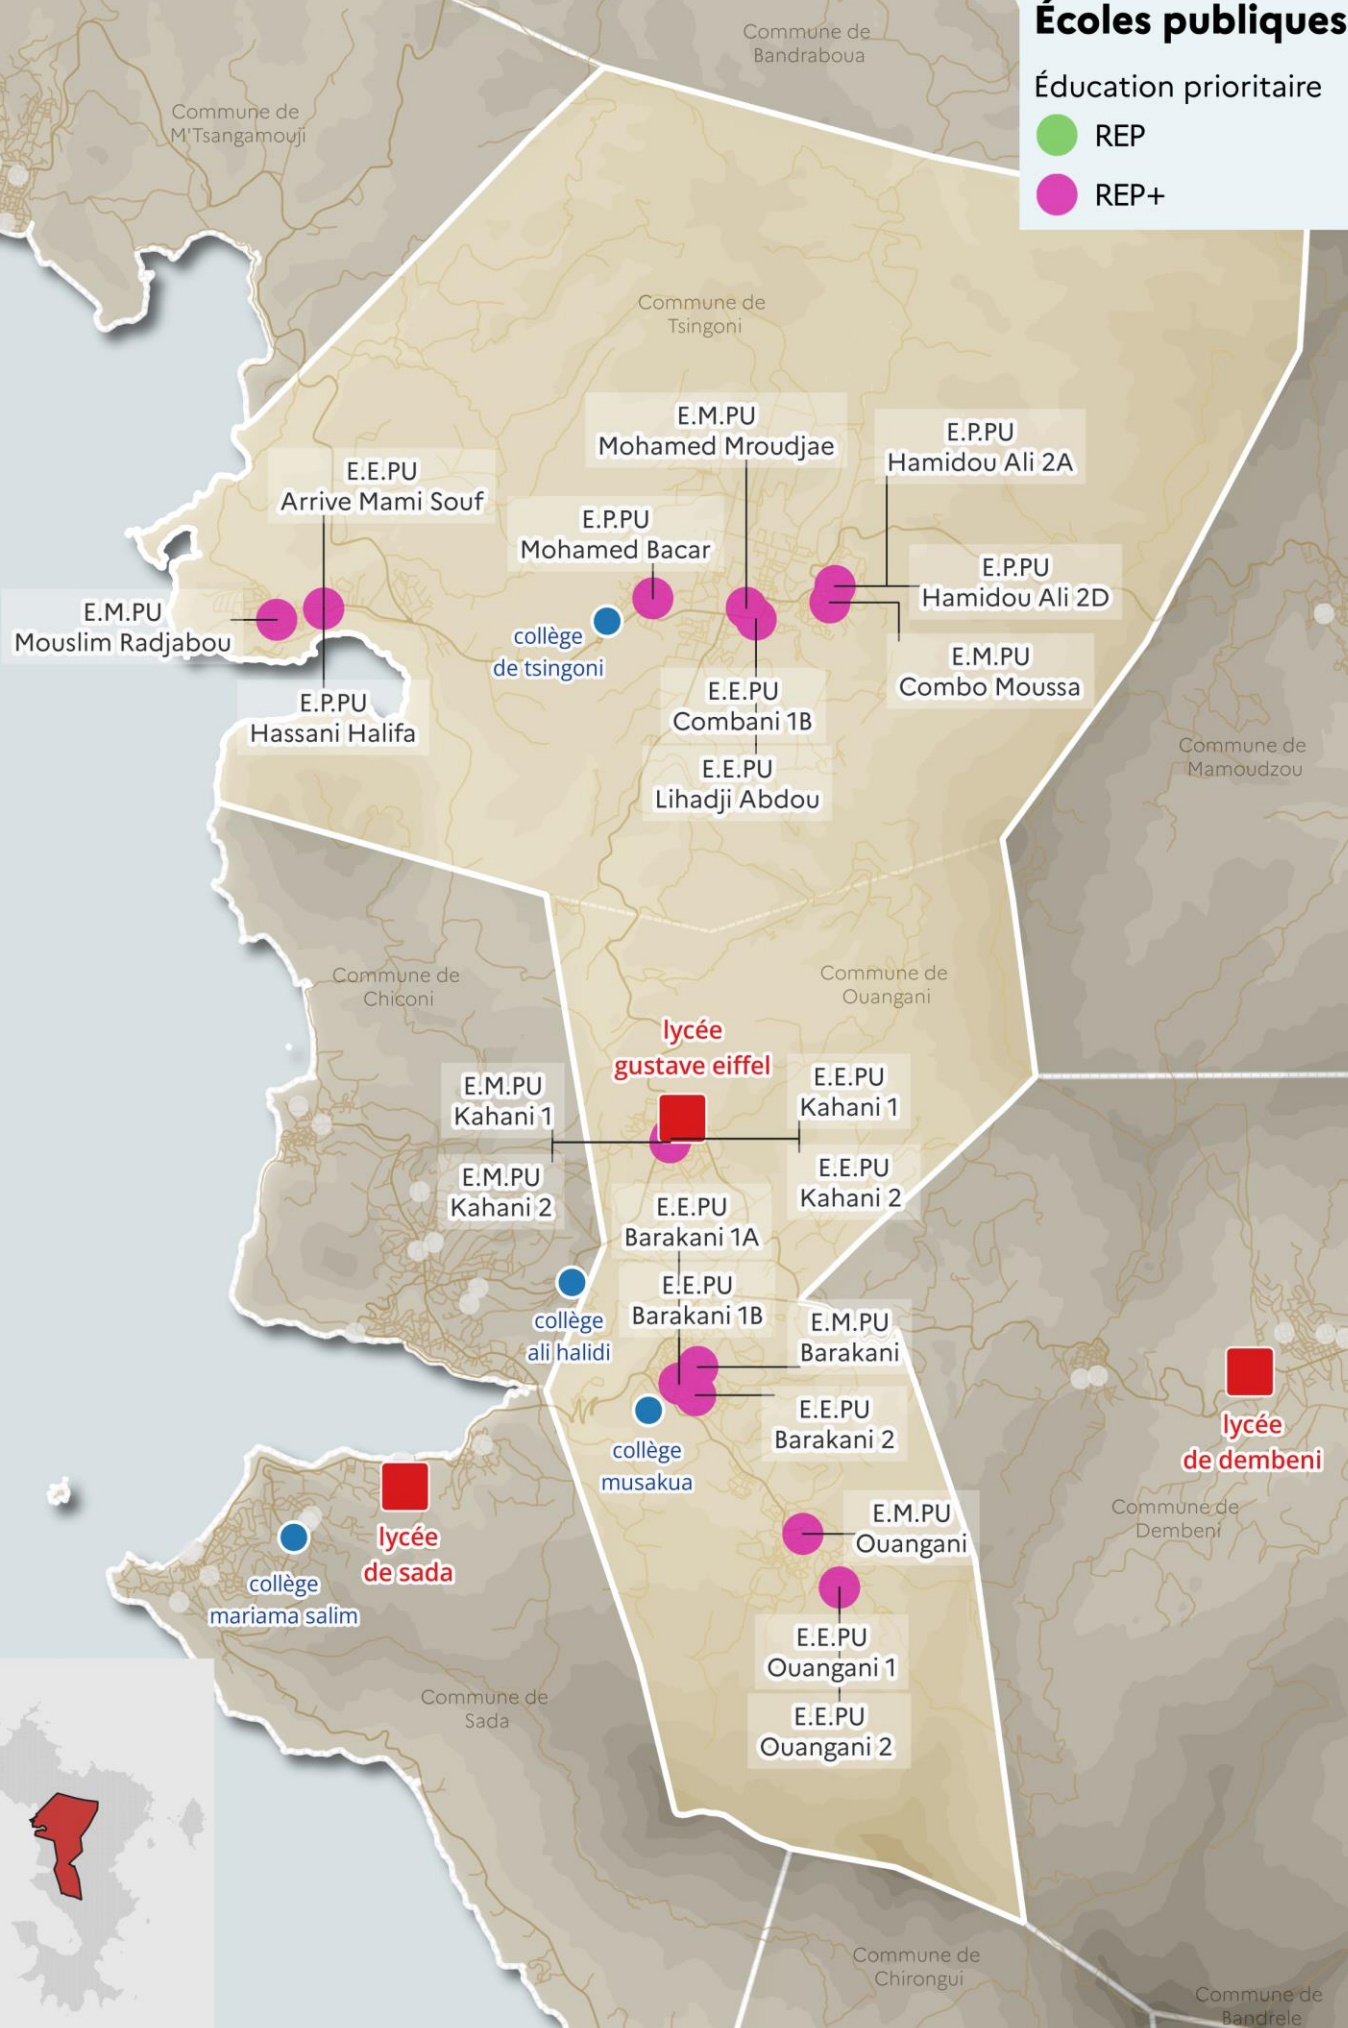 Écoles publiques
Éducation prioritaire
REP
REP+
Commune de
Bandraboua
Commune de
M'Tsangamouji
Commune de
Tsingoni
E.M.PU
Mohamed Mroudjae
E.P.PU
Hamidou Ali 2A
E.E.PU
Arrive Mami Souf
E.P.PU
Mohamed Bacar
E.P.PU
Hamidou Ali 2D
E.M.PU
Mouslim Radjabou
collège
de tsingoni
E.M.PU
Combo Moussa
E.P.PU
Hassani Halifa
E.E.PU
Combani 1B
E.E.PU
Lihadji Abdou
Commune de
Mamoudzou
Commune de
Chiconi
Commune de
Ouangani
lycée
gustave eiffel
E.M.PU
Kahani 1
E.E.PU
Kahani 1
E.M.PU
Kahani 2
E.E.PU
Kahani 2
E.E.PU
Barakani 1A
E.E.PU
Barakani 1B
collège
ali halidi
E.M.PU
Barakani
E.E.PU
Barakani 2
collège
musakua
lycée
de dembeni
Commune de
Dembeni
E.M.PU
Ouangani
lycée
de sada
collège
mariama salim
E.E.PU
Ouangani 1
E.E.PU
Ouangani 2
Commune de
Sada
Commune de
Chirongui
Commune de
Bandrele